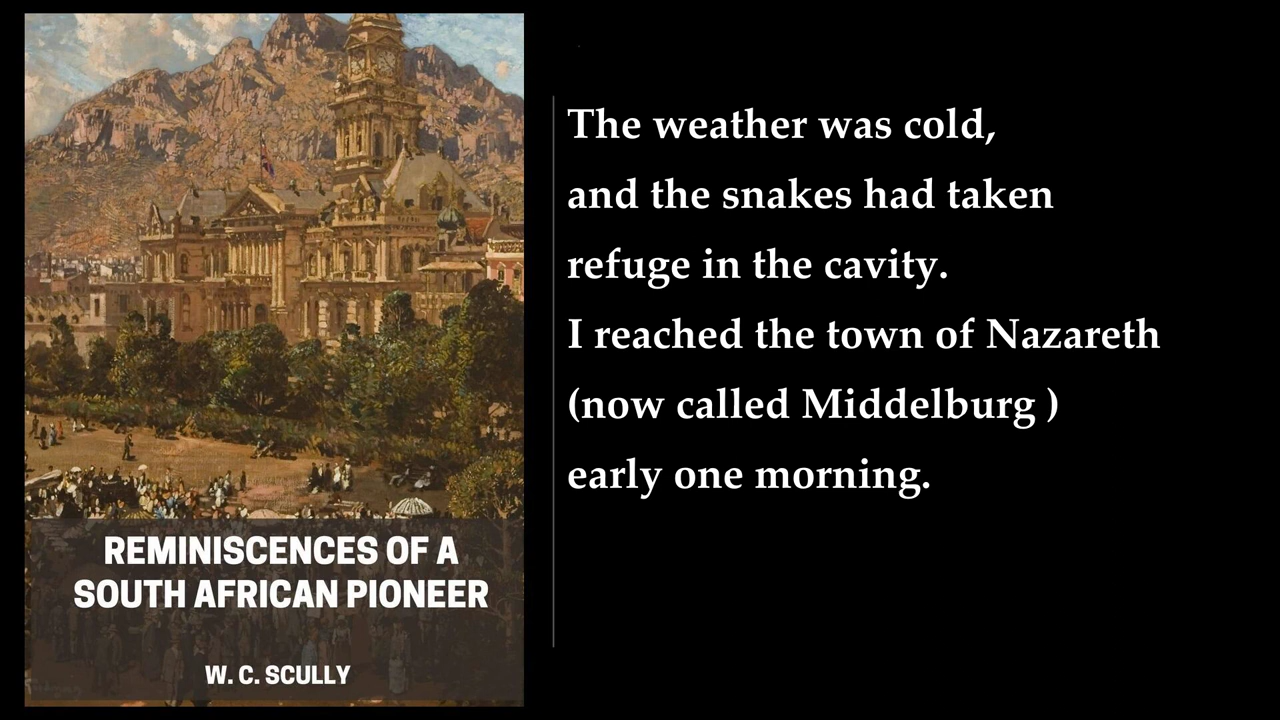 The weather was cold,
and the snakes had taken
refuge in the cavity.
I reached the town of Nazareth
(now called Middelburg )
early one morning.
REMINISCENCES OF A
SOUTH AFRICAN PIONEER
W. C. SCULLY